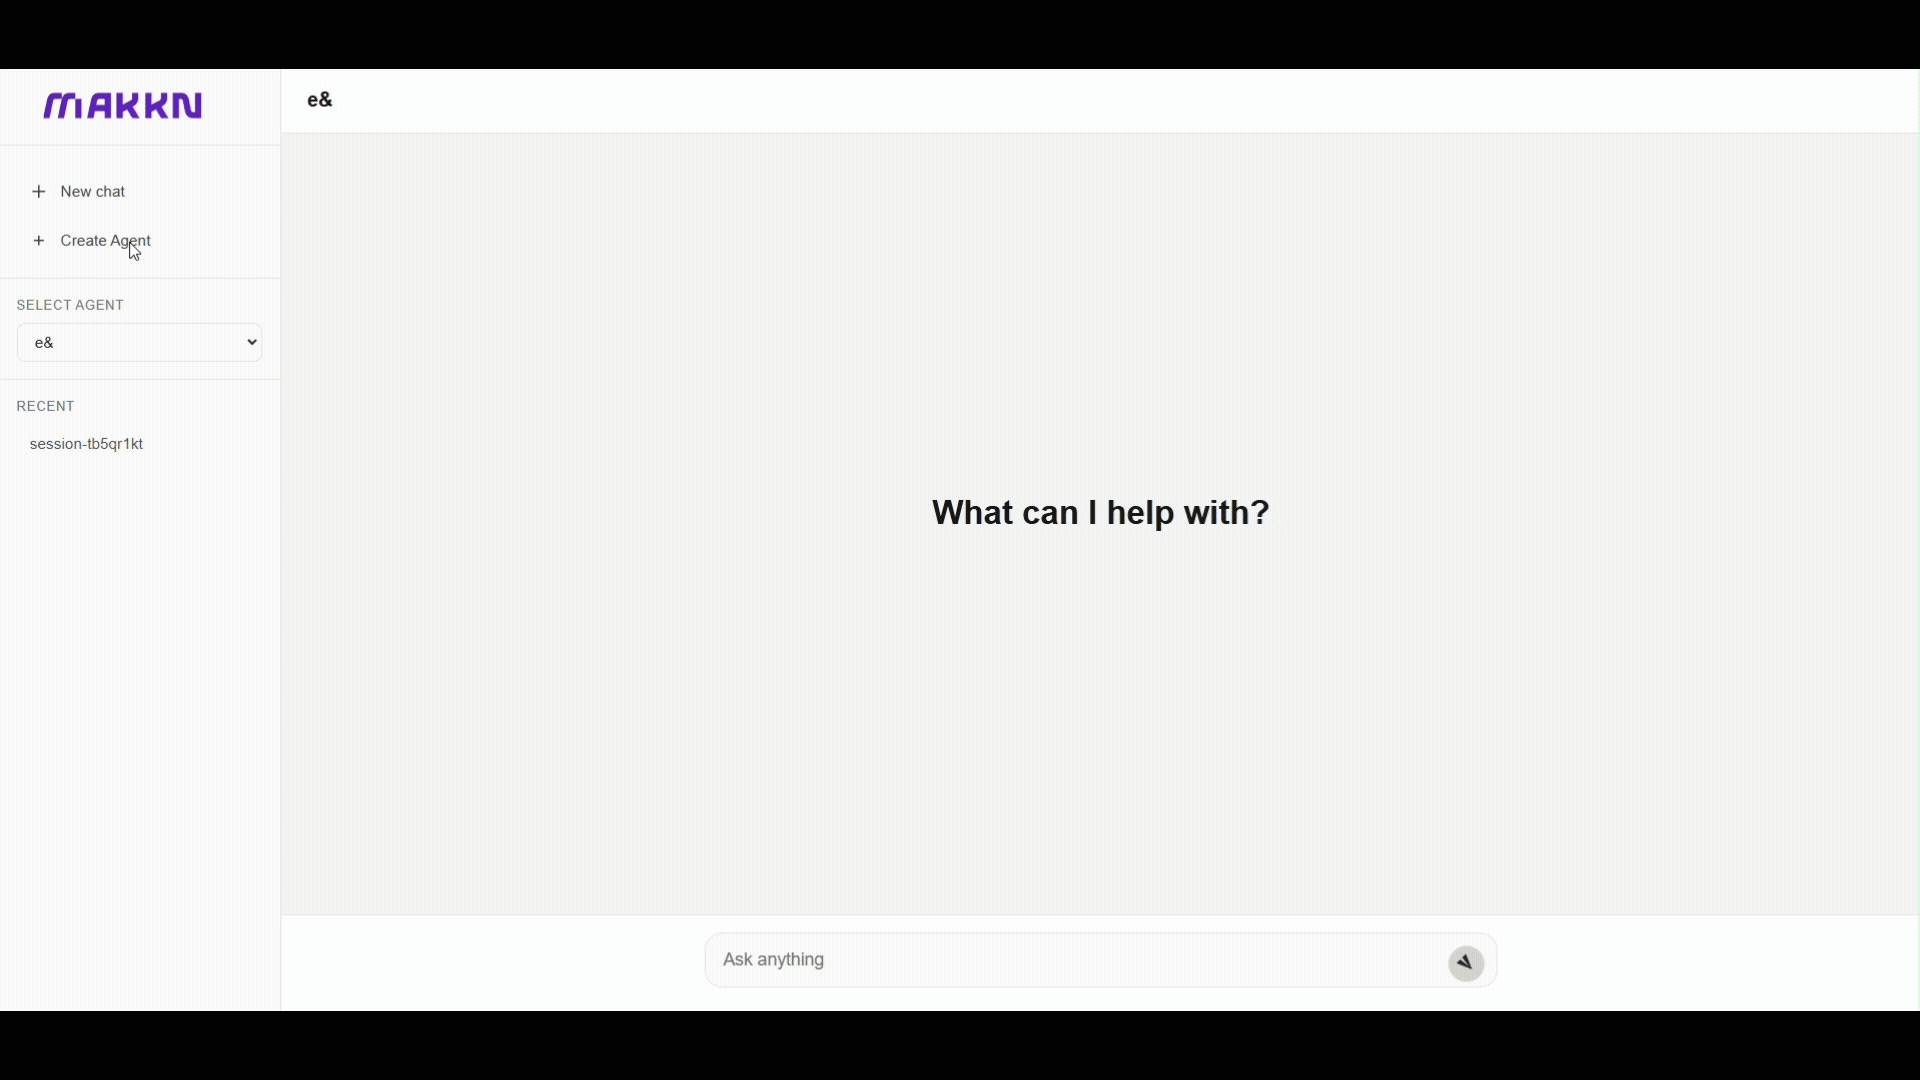 MAKKN
New chat
Create Agent
SELECT AGENT
e&
RECENT
session-tb5qr1kt
e&
What can I help with?
Ask anything